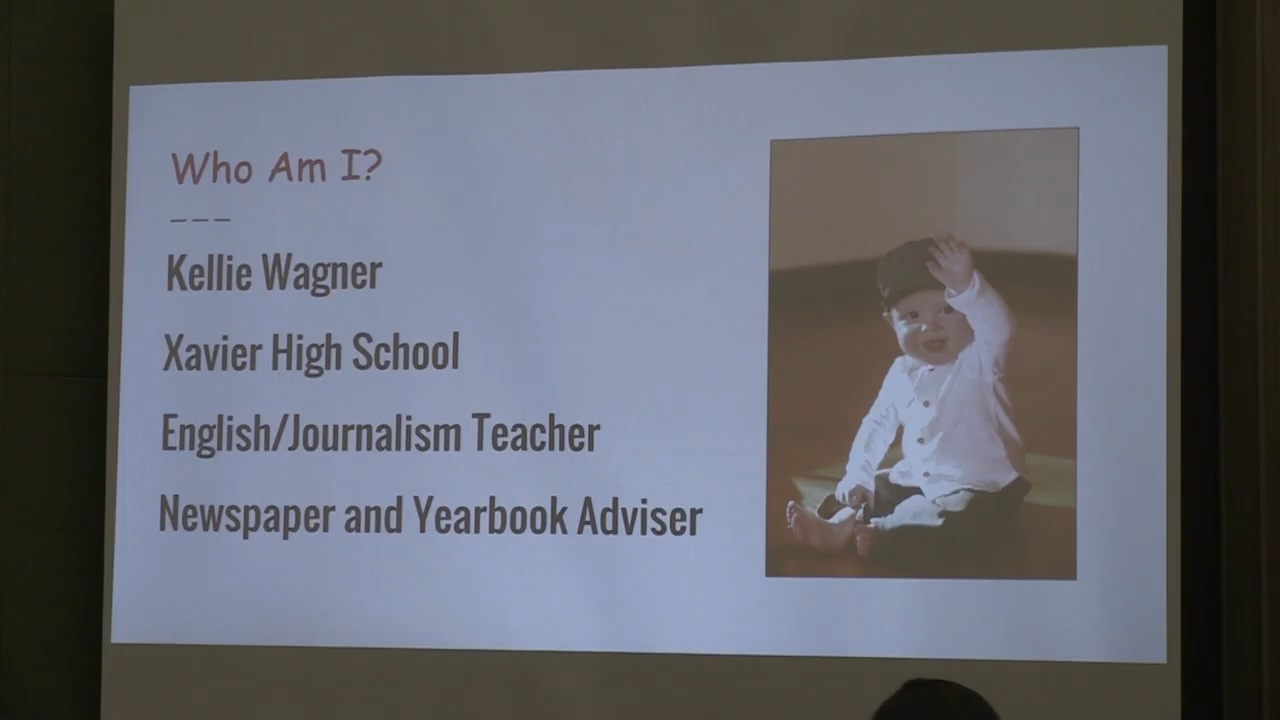 Who Am I?
Kellie Wagner
Xavier High School
English/Journalism Teacher
Newspaper and Yearbook Adviser